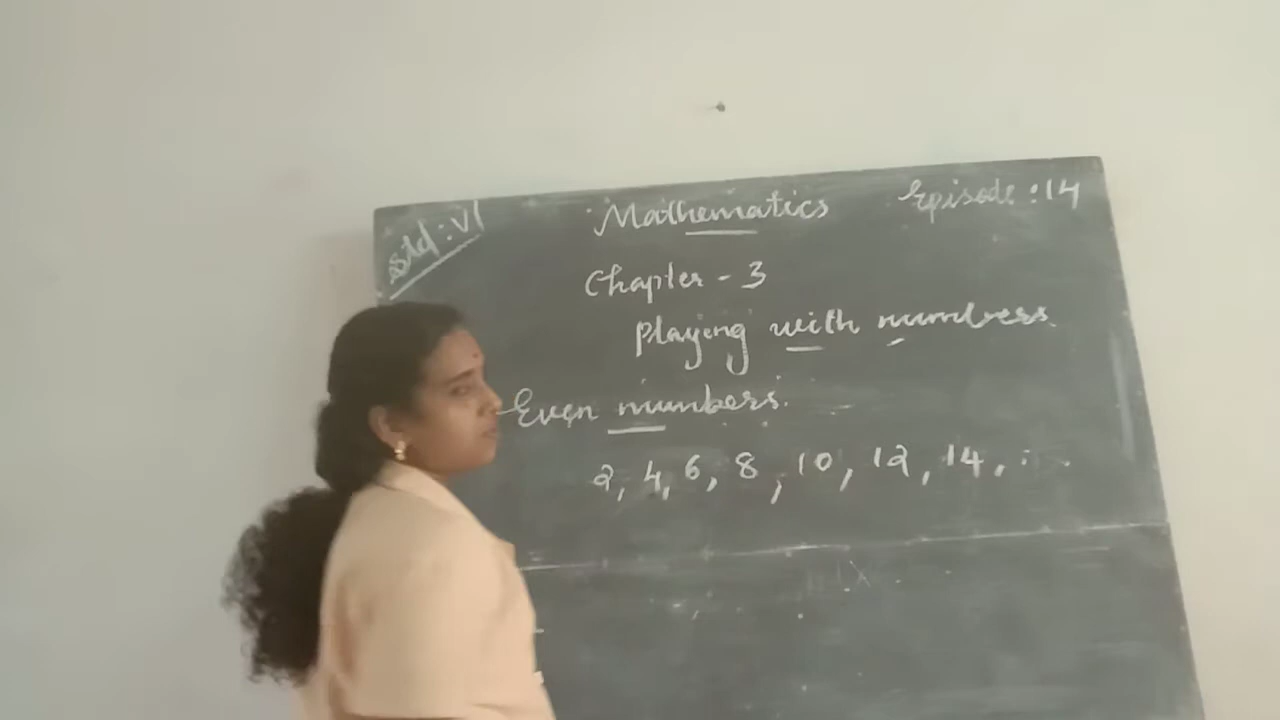 Std : VI
Mathematics
Episode : 14
Chapter - 3
Playing with numbers
Even numbers.
2, 4, 6, 8, 10, 12, 14, . . .